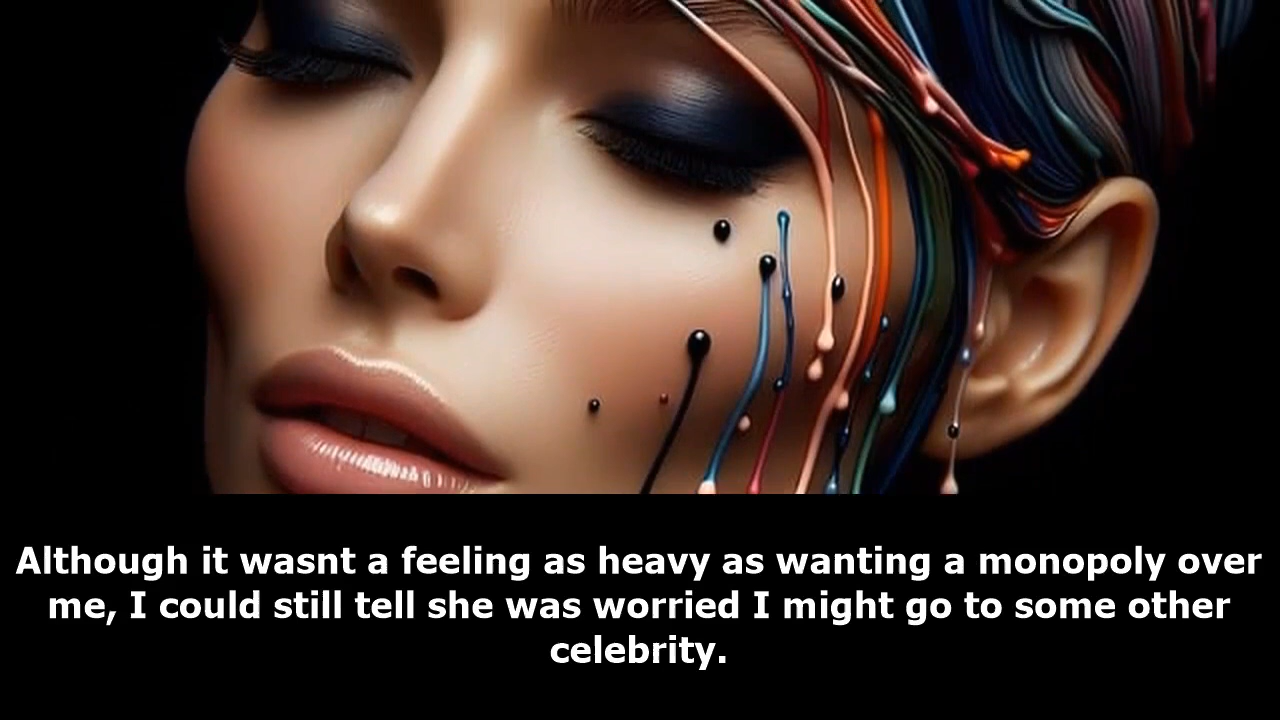 Although it wasnt a feeling as heavy as wanting a monopoly over
me, I could still tell she was worried I might go to some other
celebrity.